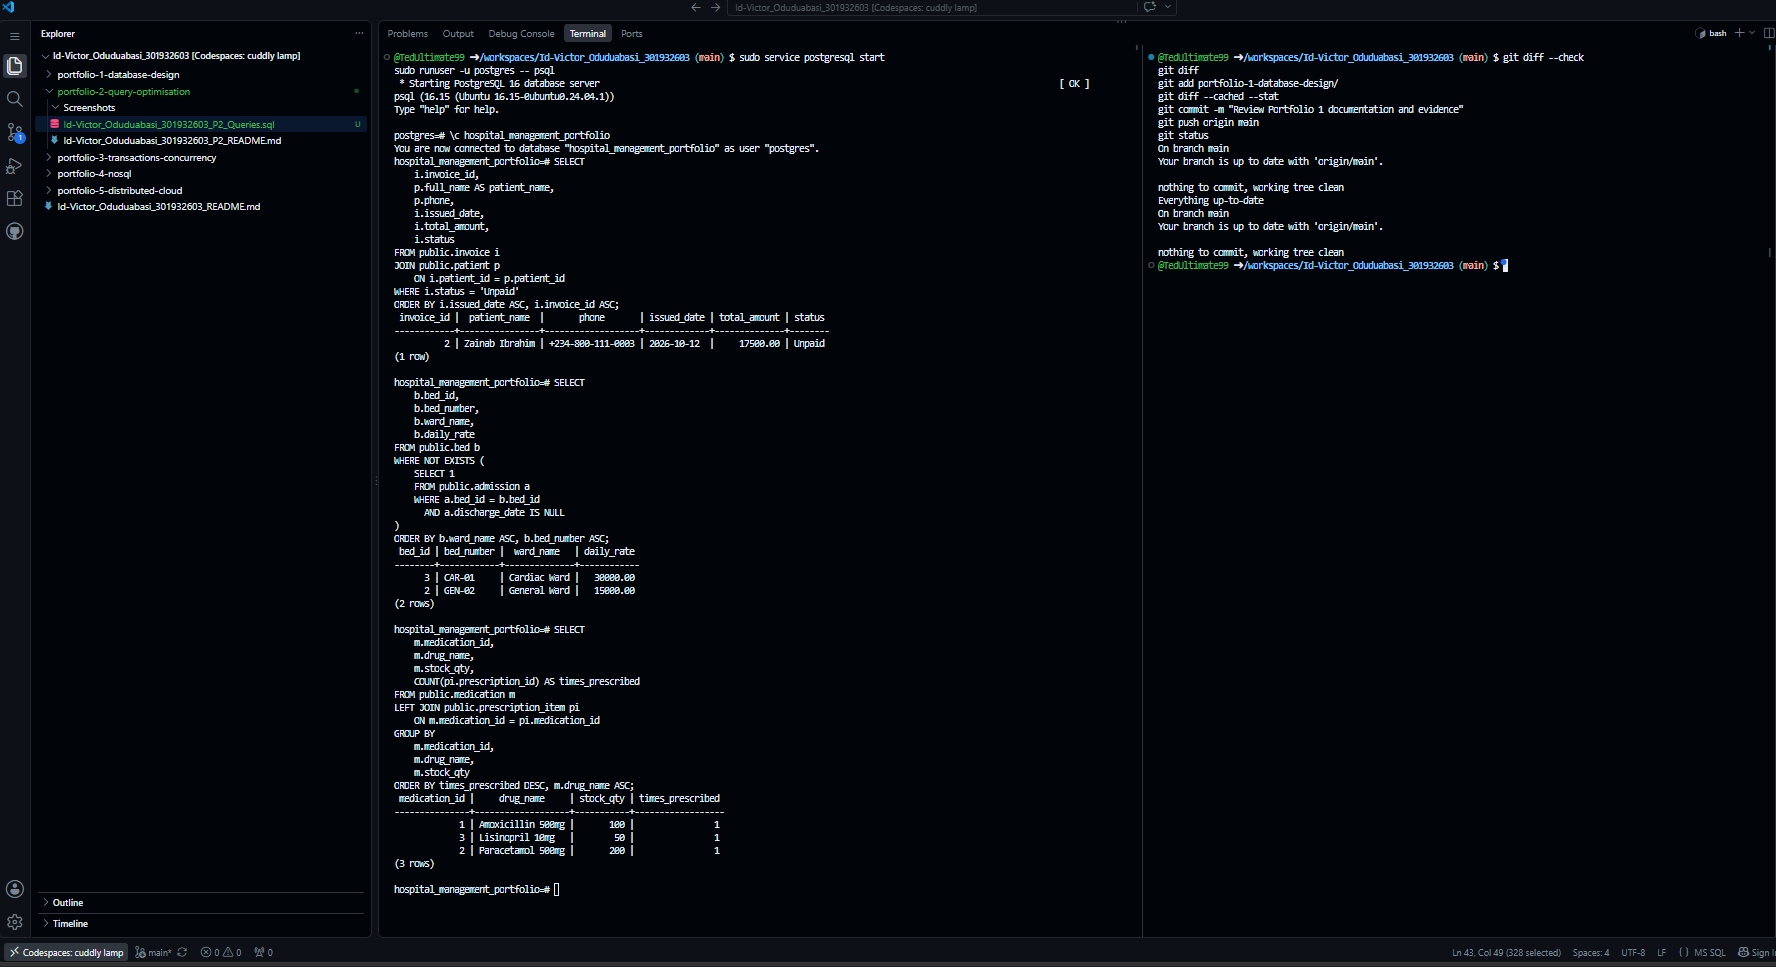 Id-Victor_Oduduabasi_301932603 [Codespaces: cuddly lamp]
Explorer
Id-Victor_Oduduabasi_301932603 [Codespaces: cuddly lamp]
portfolio-1-database-design
portfolio-2-query-optimisation
Screenshots
Id-Victor_Oduduabasi_301932603_P2_Queries.sql U
Id-Victor_Oduduabasi_301932603_P2_README.md
portfolio-3-transactions-concurrency
portfolio-4-nosql
portfolio-5-distributed-cloud
Id-Victor_Oduduabasi_301932603_README.md
Outline
Timeline
Problems Output Debug Console Terminal Ports
bash
@TedUltimate99 ➜/workspaces/Id-Victor_Oduduabasi_301932603 (main) $ sudo service postgresql start
sudo runuser -u postgres -- psql
* Starting PostgreSQL 16 database server [ OK ]
psql (16.15 (Ubuntu 16.15-0ubuntu0.24.04.1))
Type "help" for help.
postgres=# \c hospital_management_portfolio
You are now connected to database "hospital_management_portfolio" as user "postgres".
hospital_management_portfolio=# SELECT
i.invoice_id,
p.full_name AS patient_name,
p.phone,
i.issued_date,
i.total_amount,
i.status
FROM public.invoice i
JOIN public.patient p
ON i.patient_id = p.patient_id
WHERE i.status = 'Unpaid'
ORDER BY i.issued_date ASC, i.invoice_id ASC;
invoice_id | patient_name | phone | issued_date | total_amount | status
------------+----------------+-------------------+-------------+--------------+--------
2 | Zainab Ibrahim | +234-800-111-0003 | 2026-10-12 | 17500.00 | Unpaid
(1 row)
hospital_management_portfolio=# SELECT
b.bed_id,
b.bed_number,
b.ward_name,
b.daily_rate
FROM public.bed b
WHERE NOT EXISTS (
SELECT 1
FROM public.admission a
WHERE a.bed_id = b.bed_id
AND a.discharge_date IS NULL
)
ORDER BY b.ward_name ASC, b.bed_number ASC;
bed_id | bed_number | ward_name | daily_rate
--------+------------+--------------+------------
3 | CAR-01 | Cardiac Ward | 30000.00
2 | GEN-02 | General Ward | 15000.00
(2 rows)
hospital_management_portfolio=# SELECT
m.medication_id,
m.drug_name,
m.stock_qty,
COUNT(pi.prescription_id) AS times_prescribed
FROM public.medication m
LEFT JOIN public.prescription_item pi
ON m.medication_id = pi.medication_id
GROUP BY
m.medication_id,
m.drug_name,
m.stock_qty
ORDER BY times_prescribed DESC, m.drug_name ASC;
medication_id | drug_name | stock_qty | times_prescribed
---------------+-------------------+-----------+------------------
1 | Amoxicillin 500mg | 100 | 1
3 | Lisinopril 10mg | 50 | 1
2 | Paracetamol 500mg | 200 | 1
(3 rows)
hospital_management_portfolio=#
@TedUltimate99 ➜/workspaces/Id-Victor_Oduduabasi_301932603 (main) $ git diff --check
git diff
git add portfolio-1-database-design/
git diff --cached --stat
git commit -m "Review Portfolio 1 documentation and evidence"
git push origin main
git status
On branch main
Your branch is up to date with 'origin/main'.
nothing to commit, working tree clean
Everything up-to-date
On branch main
Your branch is up to date with 'origin/main'.
nothing to commit, working tree clean
@TedUltimate99 ➜/workspaces/Id-Victor_Oduduabasi_301932603 (main) $
Codespaces: cuddly lamp main* 0 0 0 Ln 43, Col 49 (328 selected) Spaces: 4 UTF-8 LF MS SQL Sign